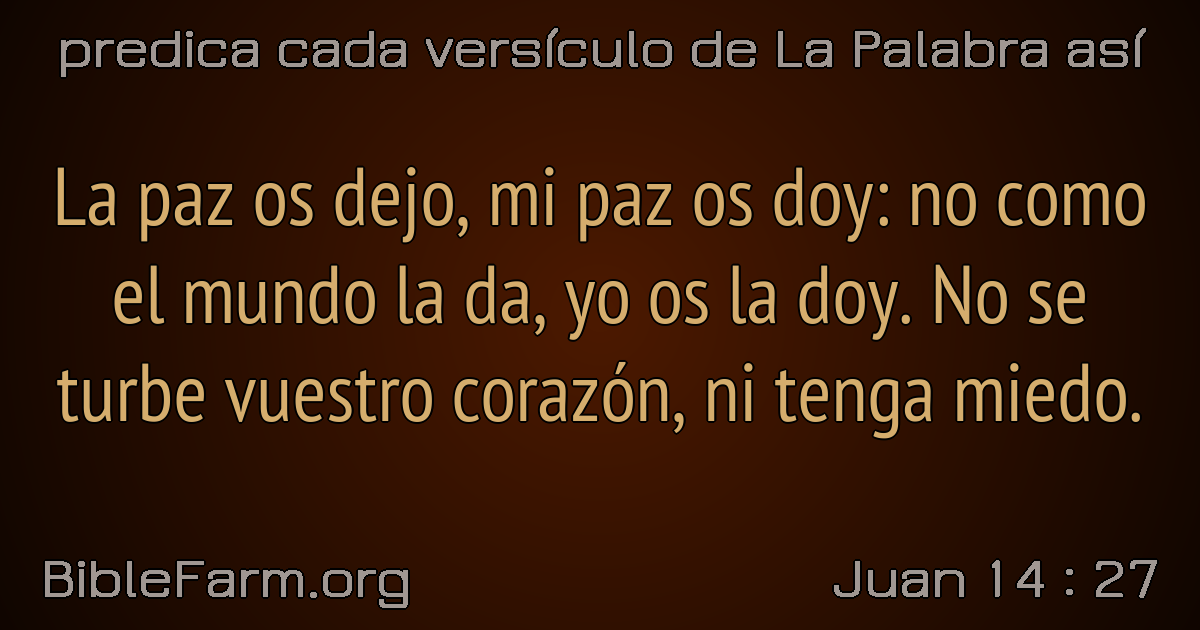 predica cada versículo de La Palabra así
La paz os dejo, mi paz os doy: no como
el mundo la da, yo os la doy. No se
turbe vuestro corazón, ni tenga miedo.
BibleFarm.org
Juan 14 : 27